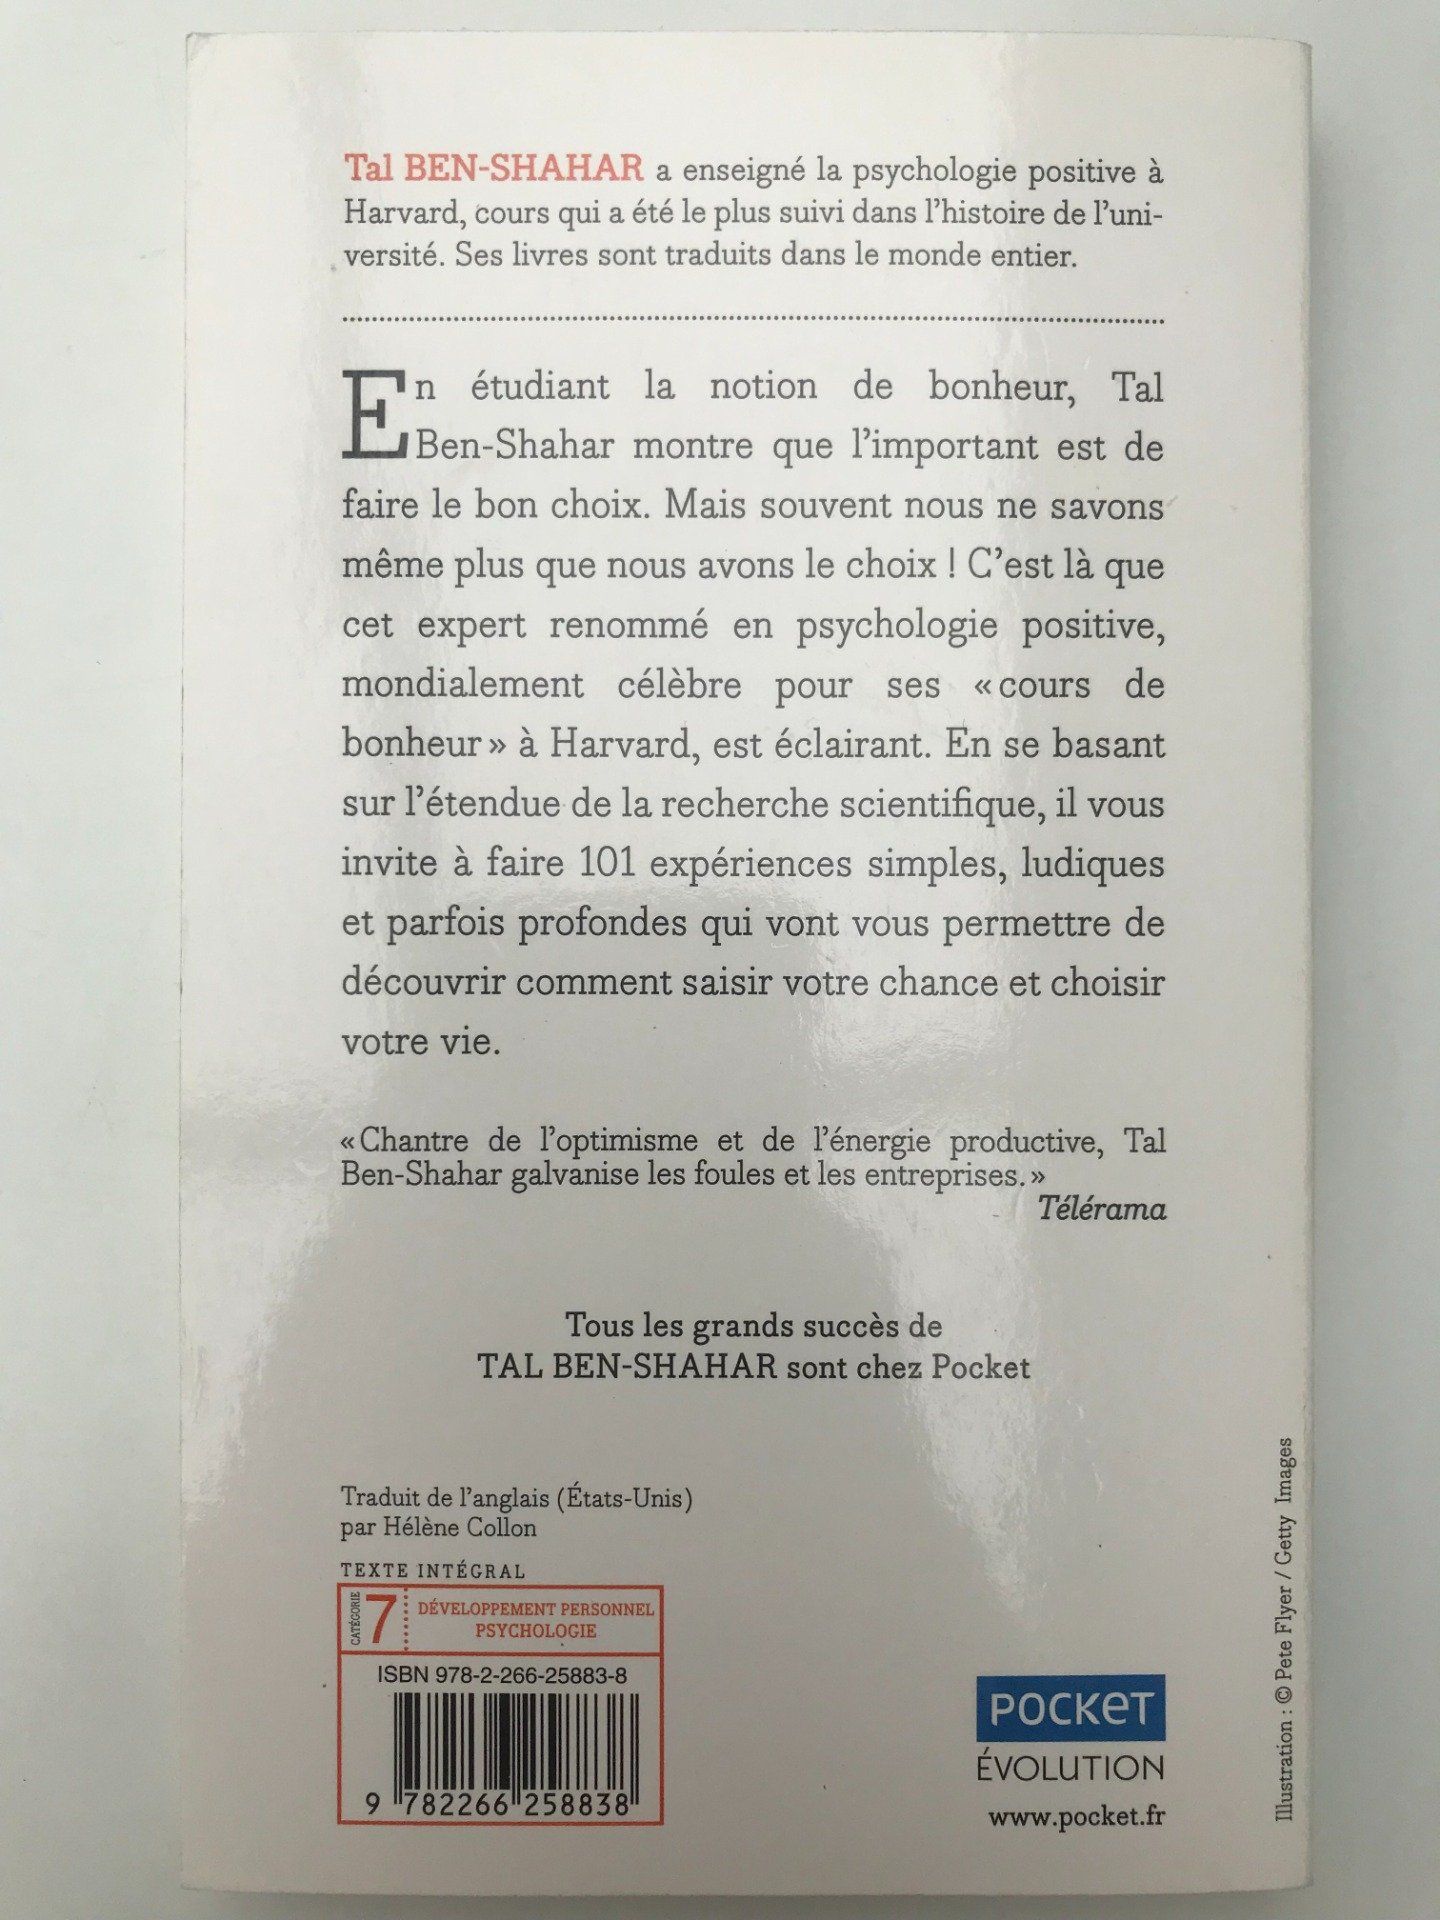 Tal BEN-SHAHAR a enseigné la psychologie positive à
Harvard, cours qui a été le plus suivi dans l'histoire de l'uni-
versité. Ses livres sont traduits dans le monde entier.
En étudiant la notion de bonheur, Tal
Ben-Shahar montre que l'important est de
faire le bon choix. Mais souvent nous ne savons
même plus que nous avons le choix ! C'est là que
cet expert renommé en psychologie positive,
mondialement célèbre pour ses « cours de
bonheur » à Harvard, est éclairant. En se basant
sur l'étendue de la recherche scientifique, il vous
invite à faire 101 expériences simples, ludiques
et parfois profondes qui vont vous permettre de
découvrir comment saisir votre chance et choisir
votre vie.
« Chantre de l'optimisme et de l'énergie productive, Tal
Ben-Shahar galvanise les foules et les entreprises. »
Télérama
Tous les grands succès de
TAL BEN-SHAHAR sont chez Pocket
Traduit de l'anglais (États-Unis)
par Hélène Collon
TEXTE INTÉGRAL
CATÉGORIE 7
DÉVELOPPEMENT PERSONNEL
PSYCHOLOGIE
ISBN 978-2-266-25883-8
9 782266 258838
POCKET
ÉVOLUTION
www.pocket.fr
Illustration : © Pete Flyer / Getty Images